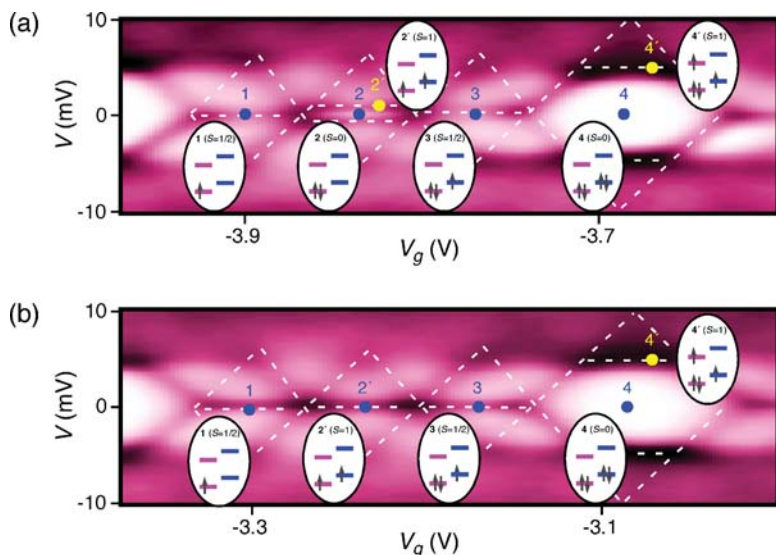 (a)
10
0
-10
V (mV)
1
2
2´
3
4
4´
2´ (S=1)
4´ (S=1)
1 (S=1/2)
2 (S=0)
3 (S=1/2)
4 (S=0)
-3.9
-3.7
Vg (V)
(b)
10
0
-10
V (mV)
1
2´
3
4
4´
4´ (S=1)
1 (S=1/2)
2´ (S=1)
3 (S=1/2)
4 (S=0)
-3.3
-3.1
Vg (V)